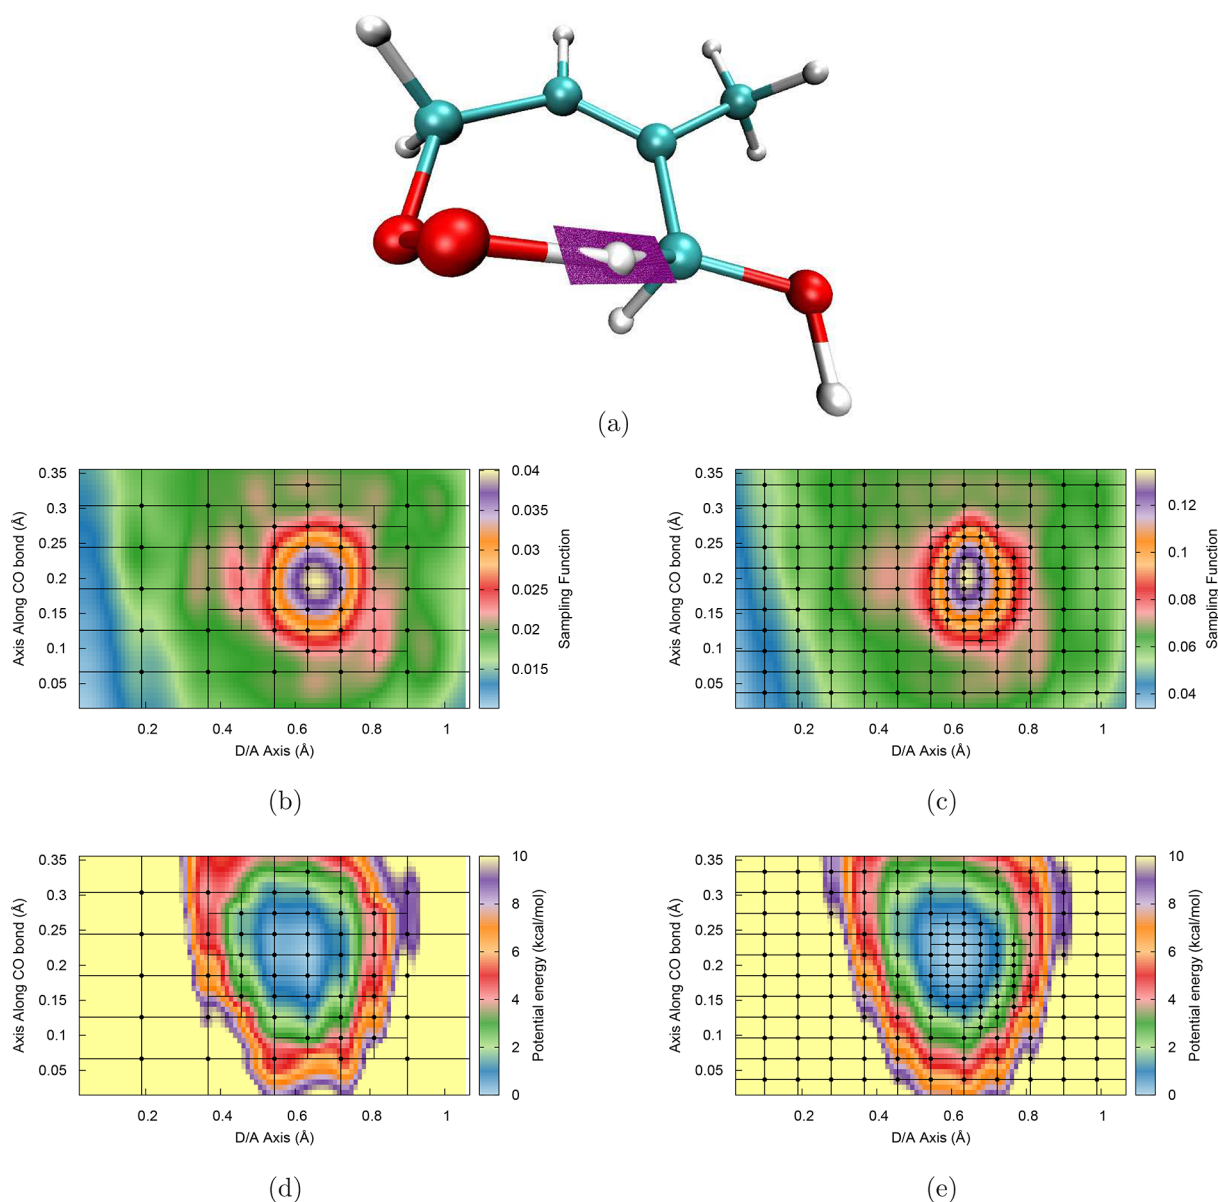 (a)
Axis Along CO bond (Å)
0.35
0.3
0.25
0.2
0.15
0.1
0.05
0.2 0.4 0.6 0.8 1
D/A Axis (Å)
0.04
0.035
0.03
0.025
0.02
0.015
Sampling Function
(b)
Axis Along CO bond (Å)
0.35
0.3
0.25
0.2
0.15
0.1
0.05
0.2 0.4 0.6 0.8 1
D/A Axis (Å)
0.12
0.1
0.08
0.06
0.04
Sampling Function
(c)
Axis Along CO bond (Å)
0.35
0.3
0.25
0.2
0.15
0.1
0.05
0.2 0.4 0.6 0.8 1
D/A Axis (Å)
10
8
6
4
2
0
Potential energy (kcal/mol)
(d)
Axis Along CO bond (Å)
0.35
0.3
0.25
0.2
0.15
0.1
0.05
0.2 0.4 0.6 0.8 1
D/A Axis (Å)
10
8
6
4
2
0
Potential energy (kcal/mol)
(e)